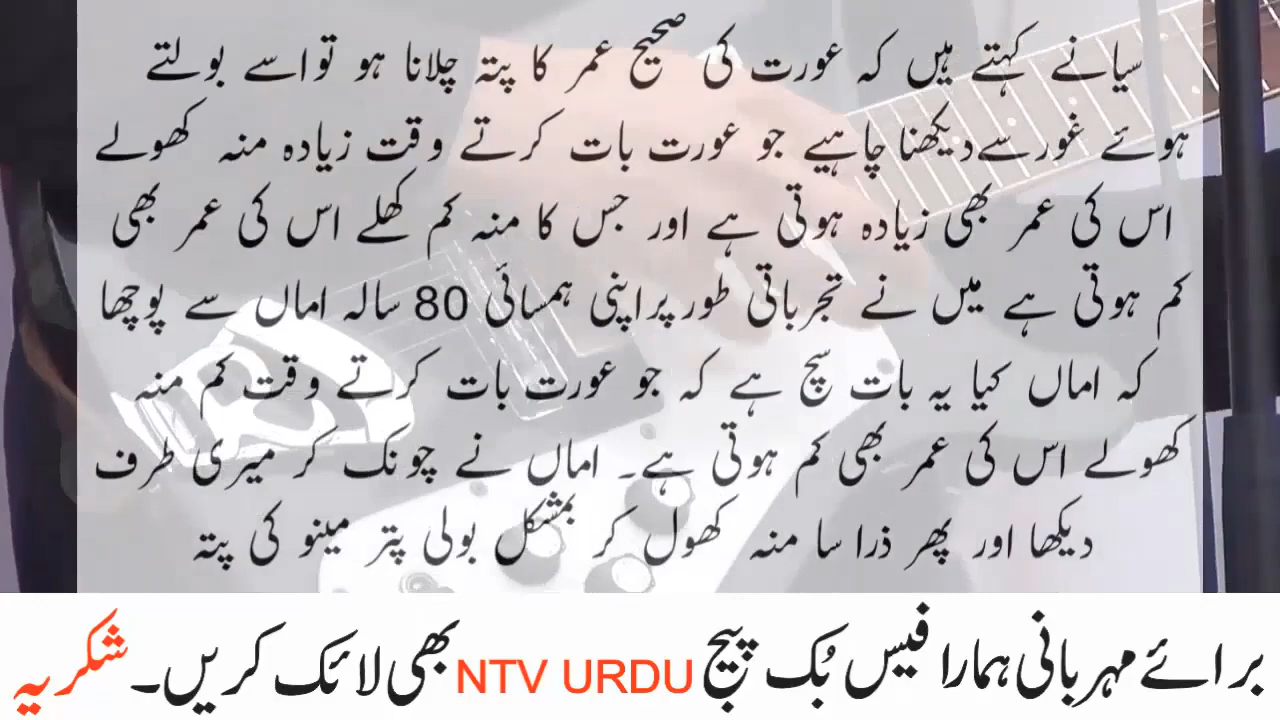 سیانے کہتے ہیں کہ عورت کی صحیح عمر کا پتہ چلانا ہو تو اسے بولتے
ہوئے غور سے دیکھنا چاہیے جو عورت بات کرتے وقت زیادہ منہ کھولے
اس کی عمر بھی زیادہ ہوتی ہے اور جس کا منہ کم کھلے اس کی عمر بھی
کم ہوتی ہے میں نے تجرباتی طور پر اپنی ہمسائی 80 سالہ اماں سے پوچھا
کہ اماں کیا یہ بات سچ ہے کہ جو عورت بات کرتے وقت کم منہ
کھولے اس کی عمر بھی کم ہوتی ہے۔ اماں نے چونک کر میری طرف
دیکھا اور پھر ذرا سا منہ کھول کر بمشکل بولی پتر مینو کی پتہ
برائے مہربانی ہمارا فیس بُک پیج NTV URDU بھی لائک کریں۔ شکریہ